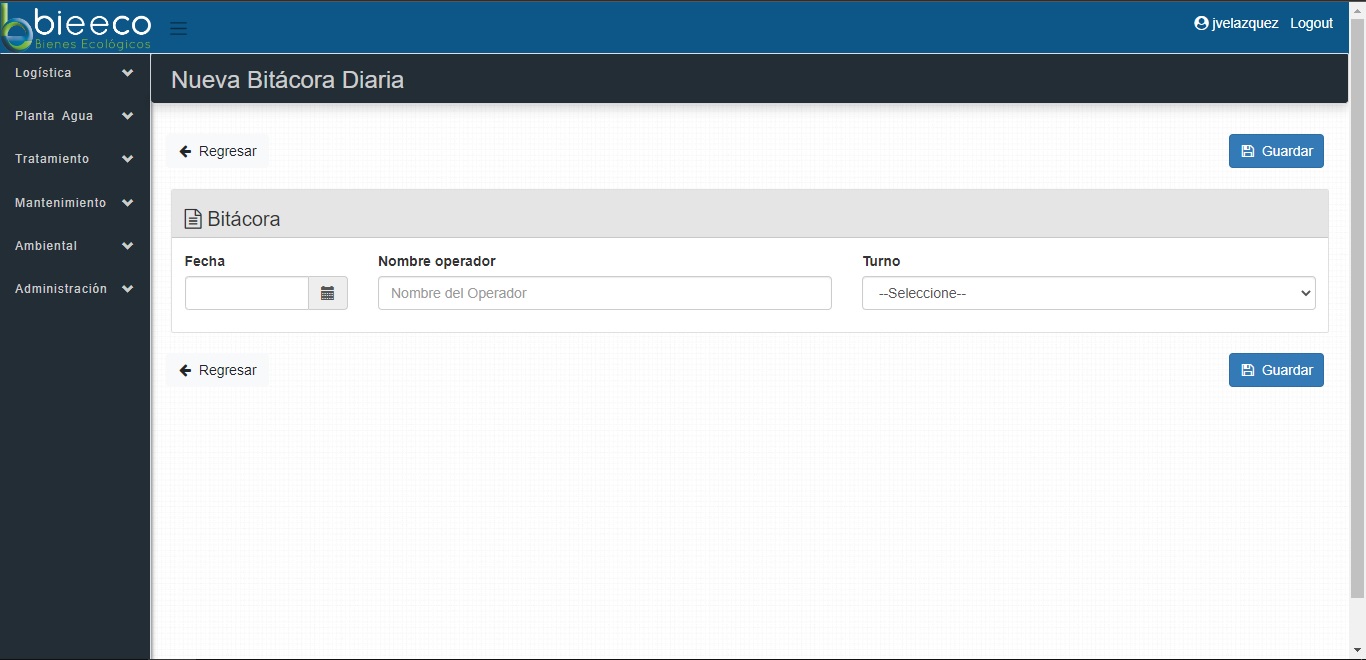 bieeco
Bienes Ecológicos
jvelazquez Logout
Logística
Planta Agua
Tratamiento
Mantenimiento
Ambiental
Administración
Nueva Bitácora Diaria
Regresar
Guardar
Bitácora
Fecha
Nombre operador
Nombre del Operador
Turno
--Seleccione--
Regresar
Guardar